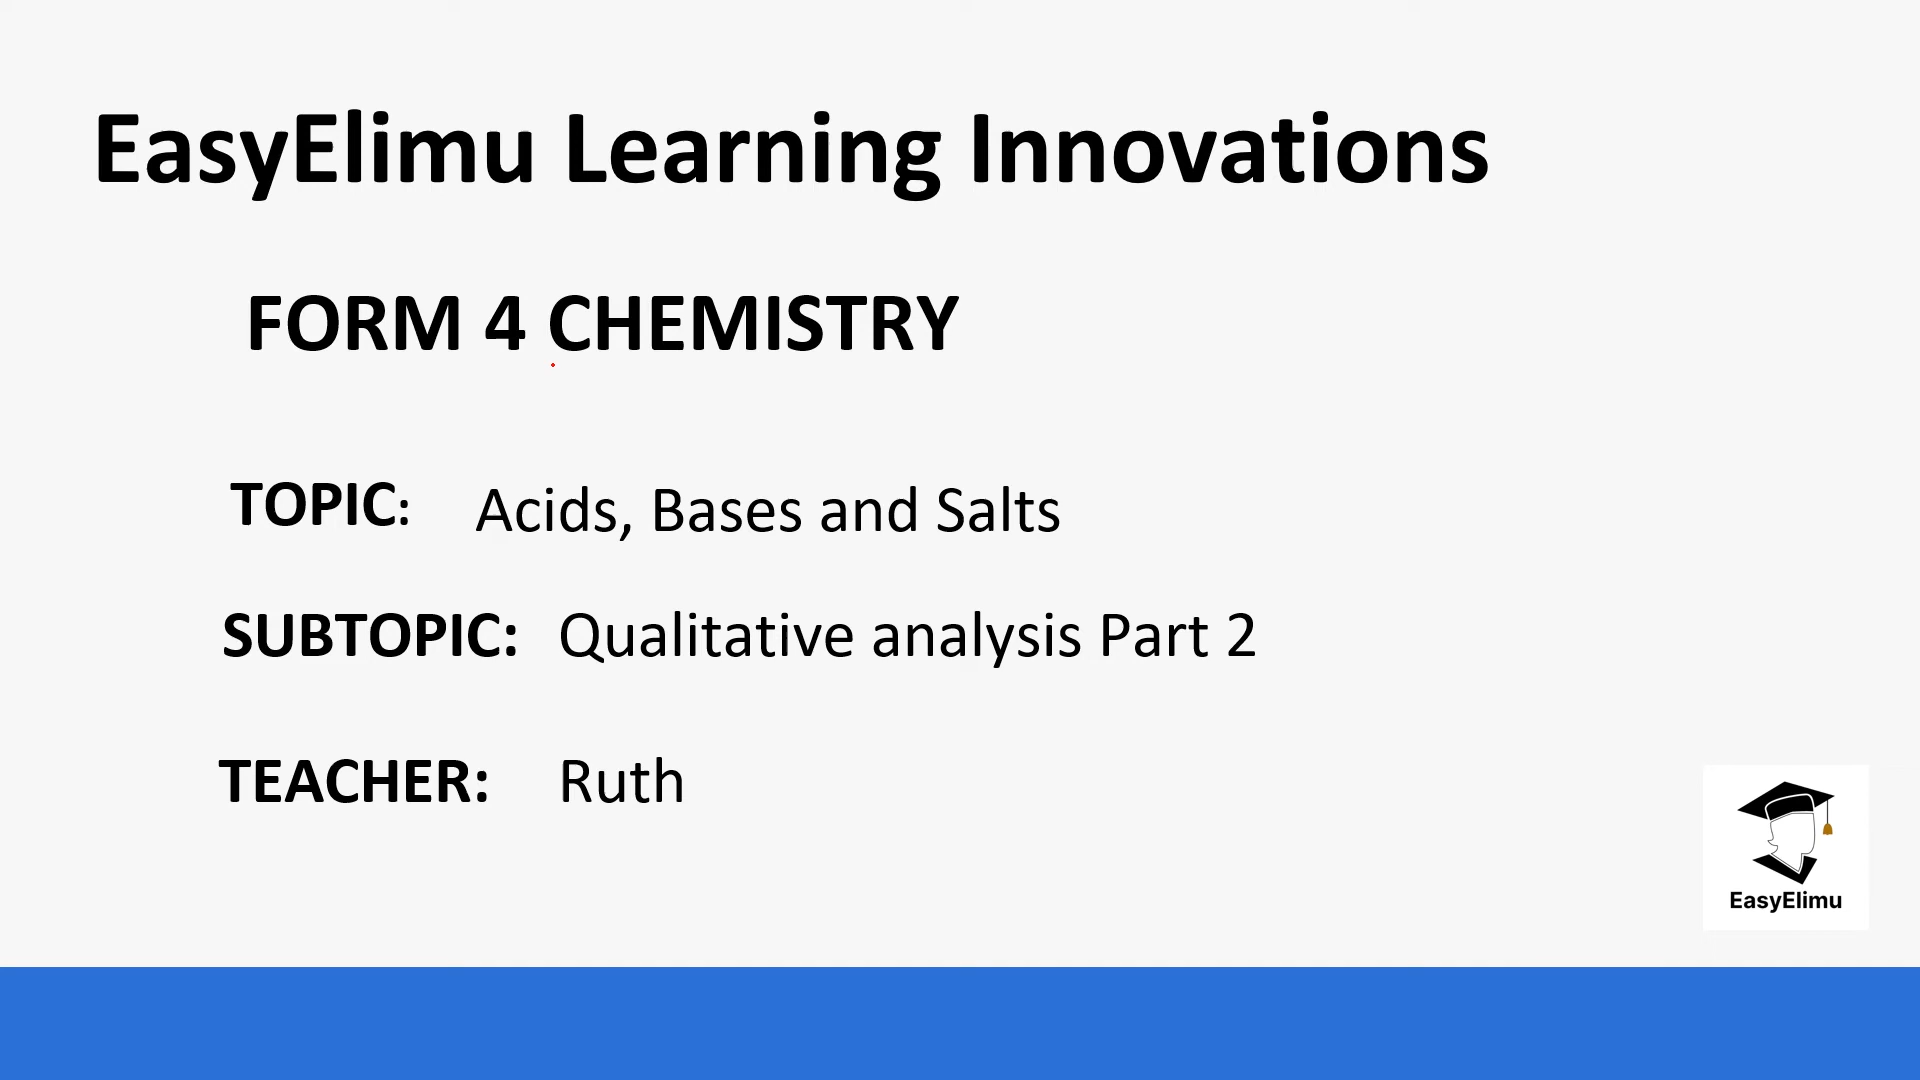 EasyElimu Learning Innovations
FORM 4 CHEMISTRY
TOPIC: Acids, Bases and Salts
SUBTOPIC: Qualitative analysis Part 2
TEACHER: Ruth
EasyElimu